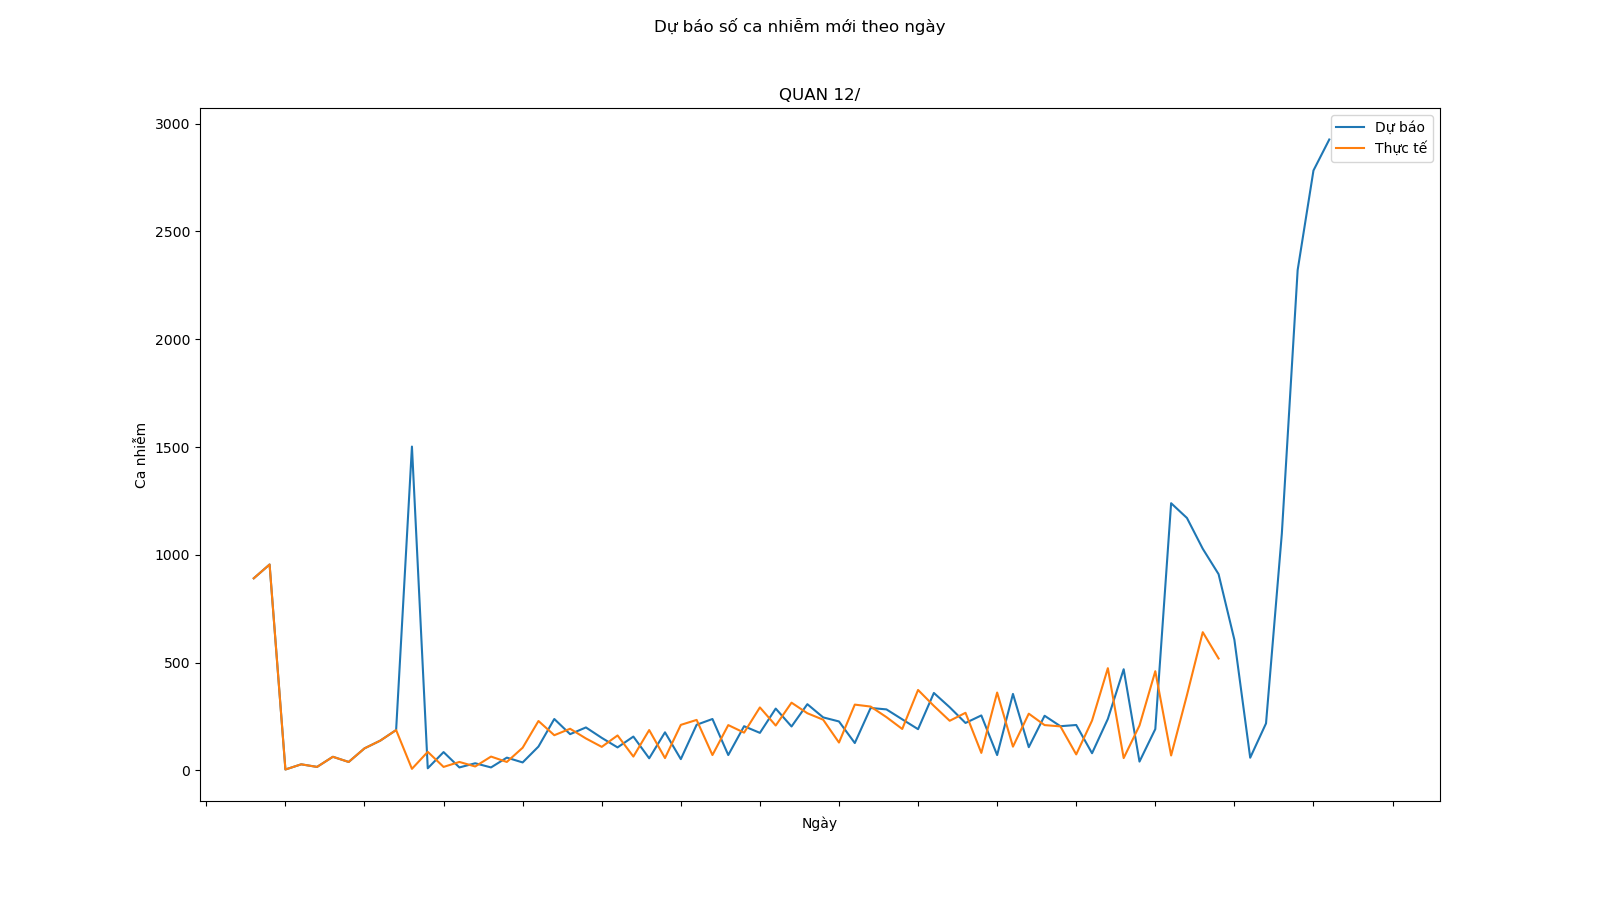 Dự báo số ca nhiễm mới theo ngày
QUAN 12/
3000
2500
2000
1500
1000
500
0
Ca nhiễm
Ngày
Dự báo
Thực tế